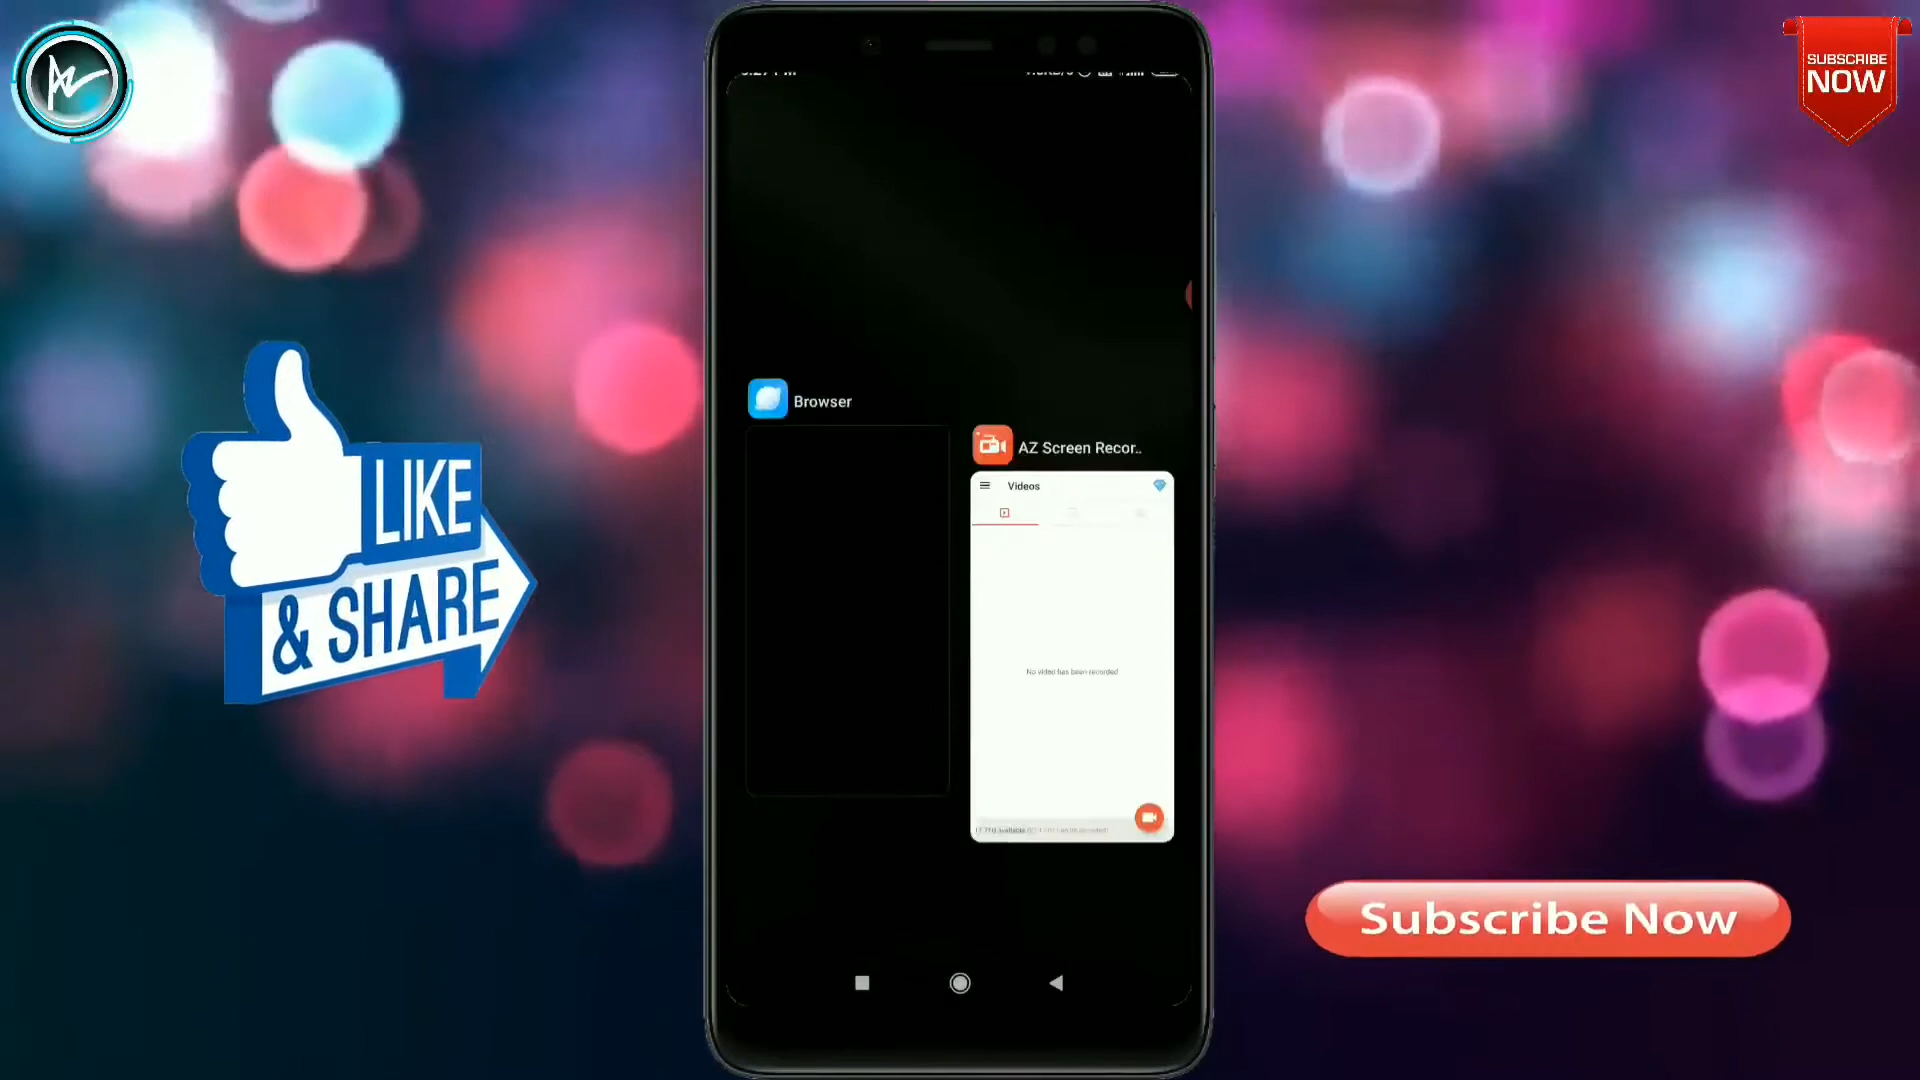 SUBSCRIBE
NOW
Browser
AZ Screen Recor..
Videos
LIKE
& SHARE
No video has been recorded
Subscribe Now